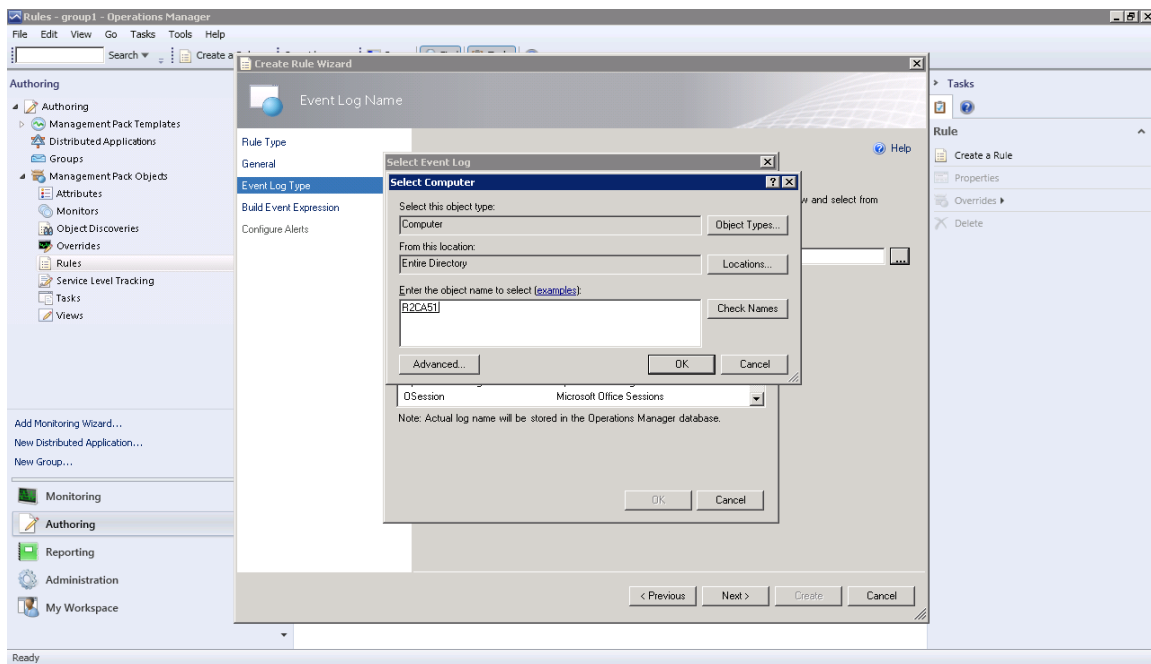 Rules - group1 - Operations Manager
File Edit View Go Tasks Tools Help
Search Create a
Authoring
Authoring
Management Pack Templates
Distributed Applications
Groups
Management Pack Objects
Attributes
Monitors
Object Discoveries
Overrides
Rules
Service Level Tracking
Tasks
Views
Add Monitoring Wizard...
New Distributed Application...
New Group...
Monitoring
Authoring
Reporting
Administration
My Workspace
Ready
Create Rule Wizard
Event Log Name
Rule Type
General
Event Log Type
Build Event Expression
Configure Alerts
Help
w and select from
...
Select Event Log
Select Computer
Select this object type:
Computer
Object Types...
From this location:
Entire Directory
Locations...
Enter the object name to select (examples):
R2CA51
Check Names
Advanced...
OK
Cancel
OSession Microsoft Office Sessions
Note: Actual log name will be stored in the Operations Manager database.
OK
Cancel
< Previous
Next >
Create
Cancel
Tasks
Rule
Create a Rule
Properties
Overrides
Delete